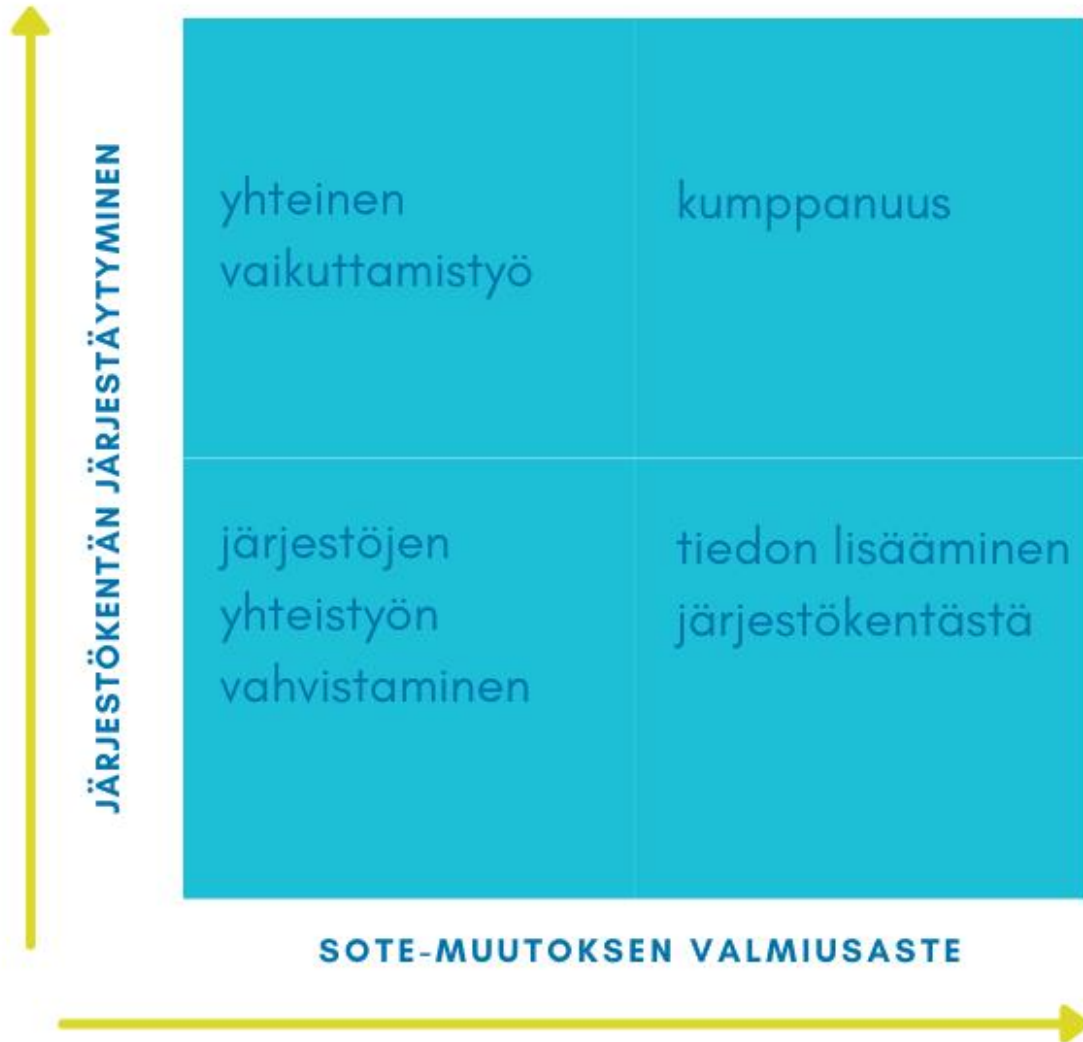 JÄRJESTÖKENTÄN JÄRJESTÄYTYMINEN
yhteinen
vaikuttamistyö
kumppanuus
järjestöjen
yhteistyön
vahvistaminen
tiedon lisääminen
järjestökentästä
SOTE-MUUTOKSEN VALMIUSASTE